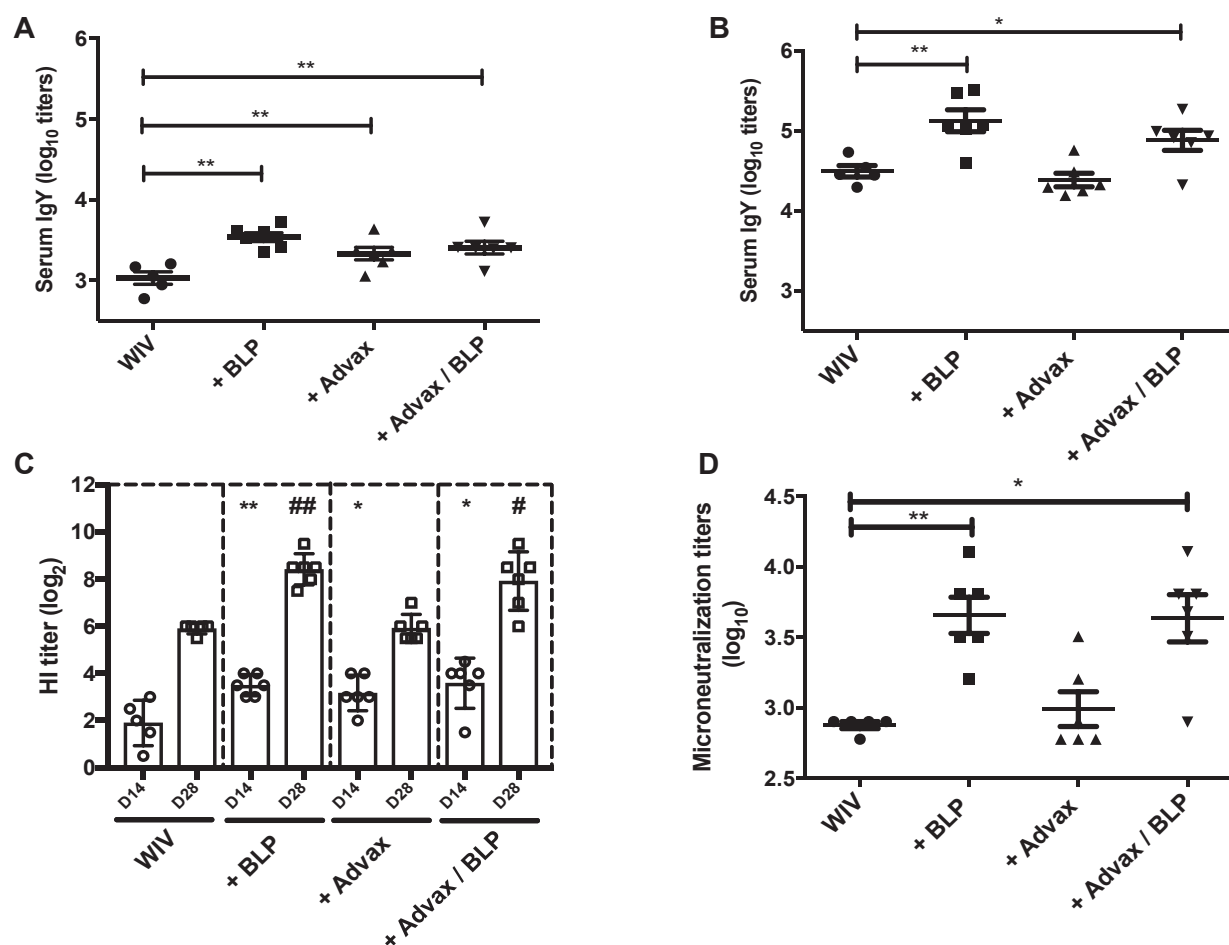 A
Serum IgY (log10 titers)
6
5
4
3
**
**
**
WIV
+ BLP
+ Advax
+ Advax / BLP
B
Serum IgY (log10 titers)
6
5
4
3
*
**
WIV
+ BLP
+ Advax
+ Advax / BLP
C
HI titer (log2)
12
10
8
6
4
2
0
** ## * * #
D14 D28 D14 D28 D14 D28 D14 D28
WIV
+ BLP
+ Advax
+ Advax / BLP
D
Microneutralization titers
(log10)
4.5
4.0
3.5
3.0
2.5
*
**
WIV
+ BLP
+ Advax
+ Advax / BLP